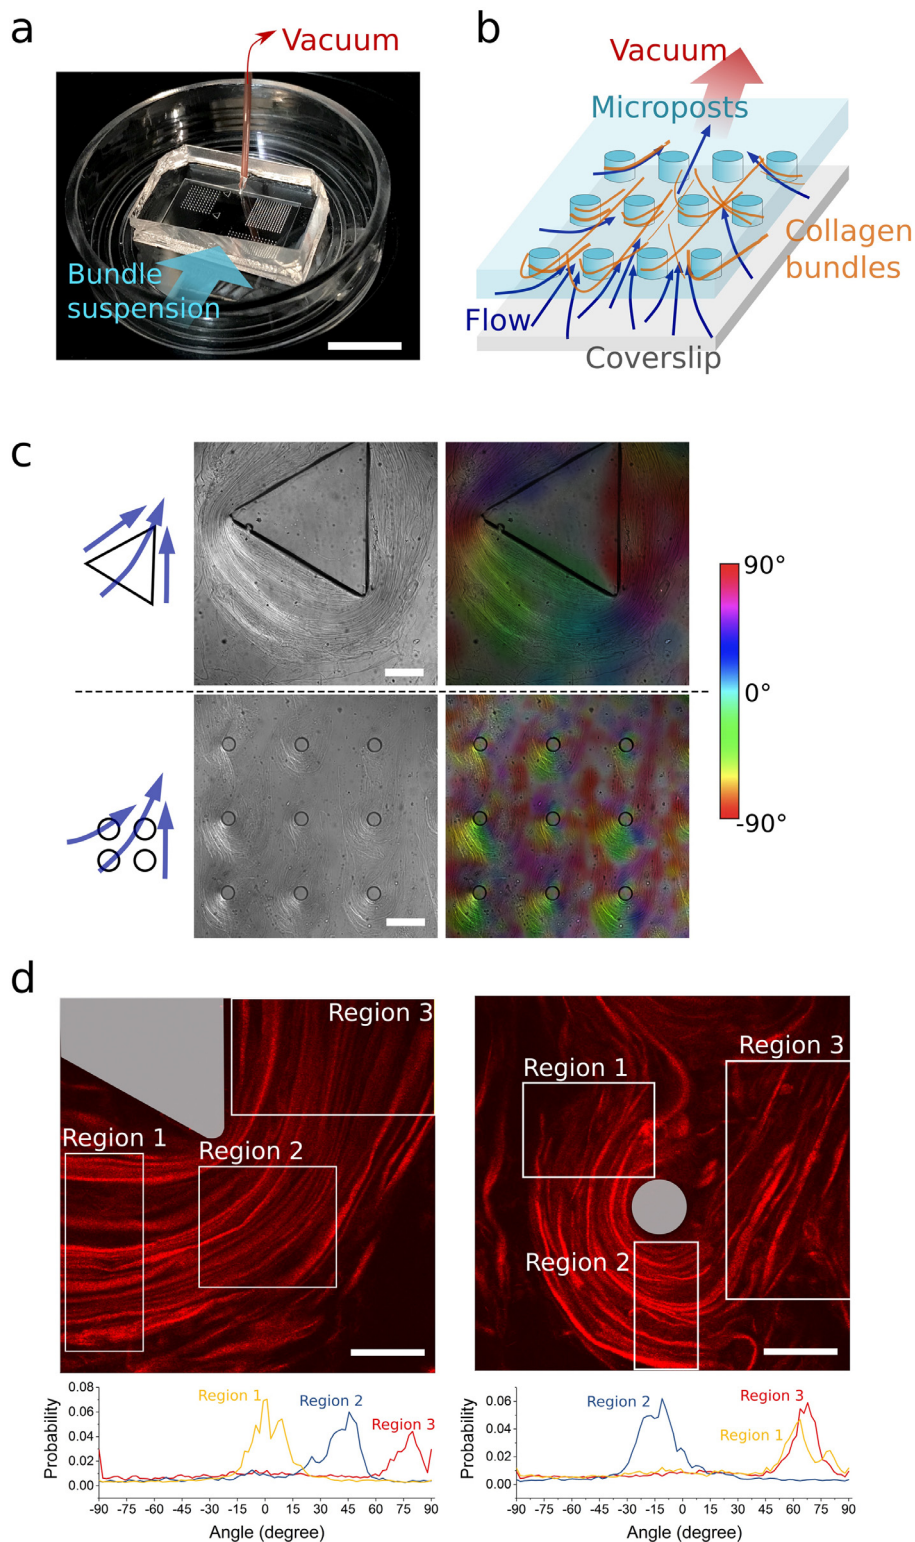 a
Vacuum
Bundle
suspension
b
Vacuum
Microposts
Collagen
bundles
Flow
Coverslip
c
90°
0°
-90°
d
Region 3
Region 1
Region 2
Region 1
Region 3
Region 2
0.08
0.06
0.04
0.02
0.00
Probability
Region 1
Region 2
Region 3
-90 -75 -60 -45 -30 -15 0 15 30 45 60 75 90
Angle (degree)
0.06
0.04
0.02
0.00
Probability
Region 2
Region 3
Region 1
-90 -75 -60 -45 -30 -15 0 15 30 45 60 75 90
Angle (degree)